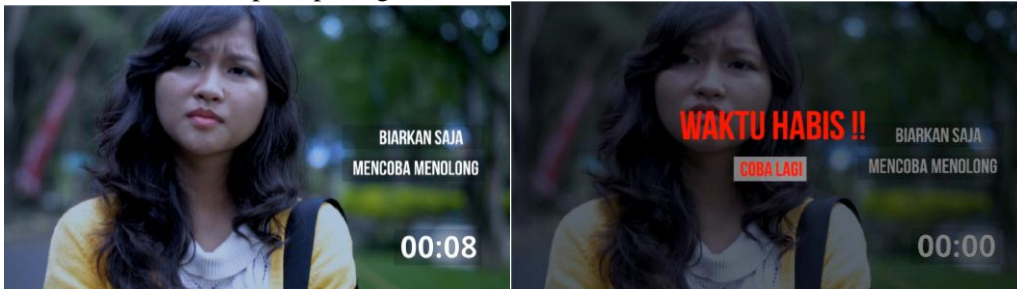 BIARKAN SAJA
MENCOBA MENOLONG
00:08
WAKTU HABIS !!
COBA LAGI
BIARKAN SAJA
MENCOBA MENOLONG
00:00